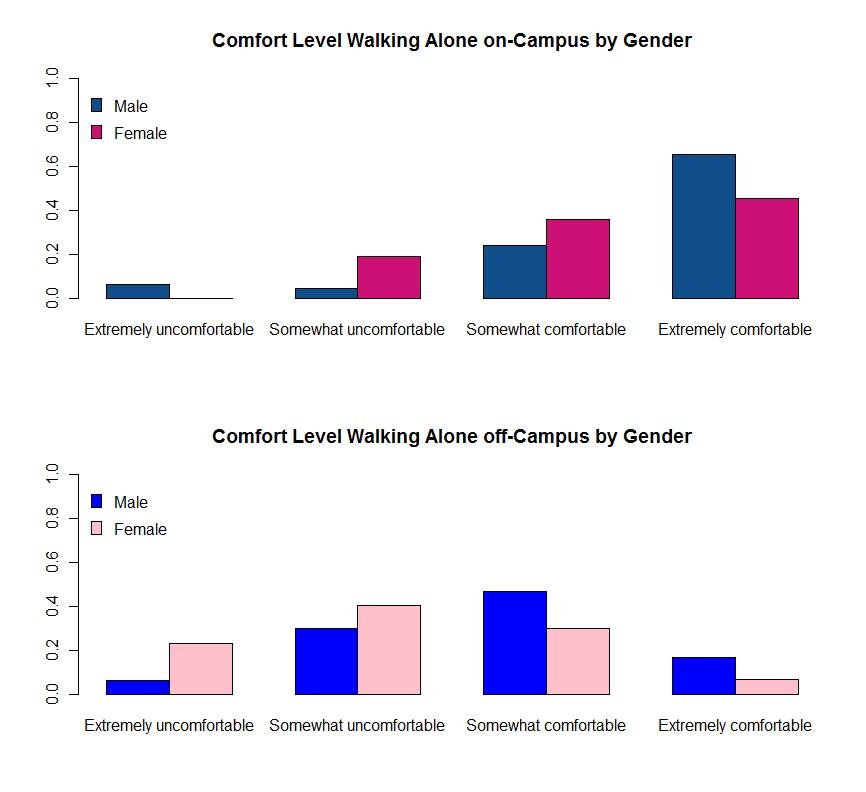 Comfort Level Walking Alone on-Campus by Gender
1.0
0.8
0.6
0.4
0.2
0.0
Male
Female
Extremely uncomfortable Somewhat uncomfortable Somewhat comfortable Extremely comfortable
Comfort Level Walking Alone off-Campus by Gender
1.0
0.8
0.6
0.4
0.2
0.0
Male
Female
Extremely uncomfortable Somewhat uncomfortable Somewhat comfortable Extremely comfortable